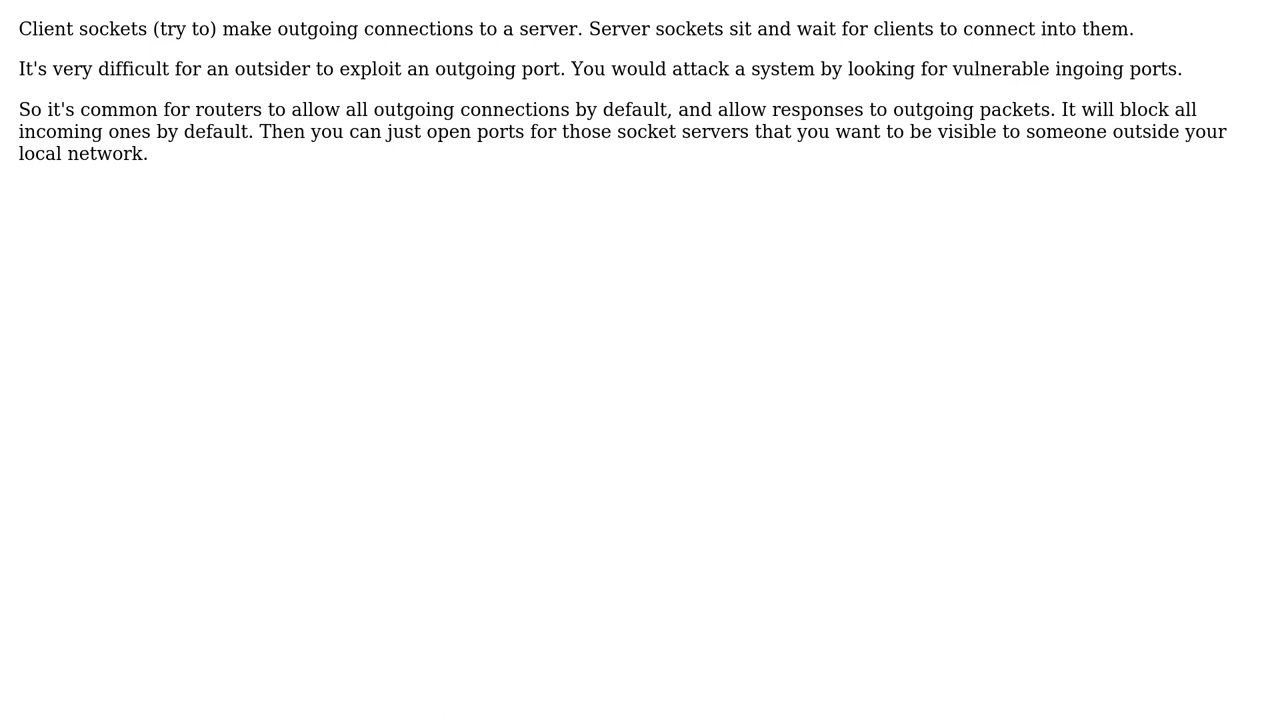 Client sockets (try to) make outgoing connections to a server. Server sockets sit and wait for clients to connect into them.
It's very difficult for an outsider to exploit an outgoing port. You would attack a system by looking for vulnerable ingoing ports.
So it's common for routers to allow all outgoing connections by default, and allow responses to outgoing packets. It will block all
incoming ones by default. Then you can just open ports for those socket servers that you want to be visible to someone outside your
local network.